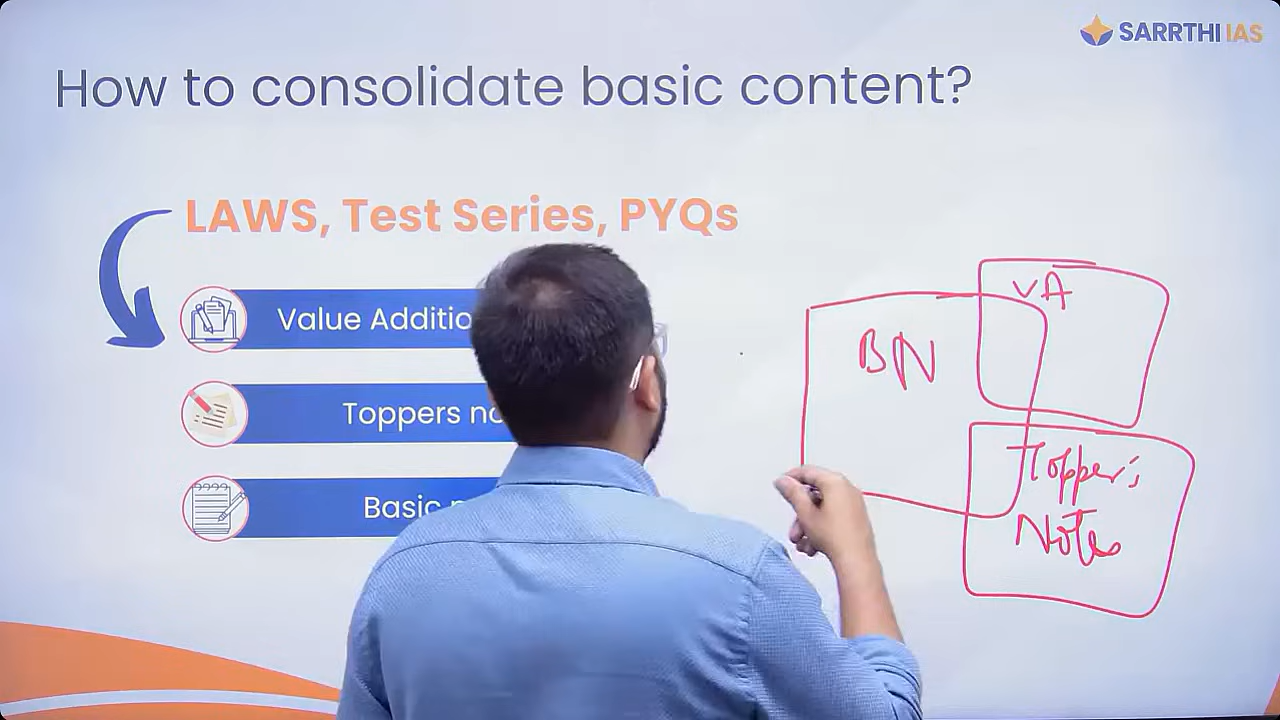 SARRTHI IAS
How to consolidate basic content?
LAWS, Test Series, PYQs
Value Additio
Toppers no
Basic
VA
BN
Topper's
Notes